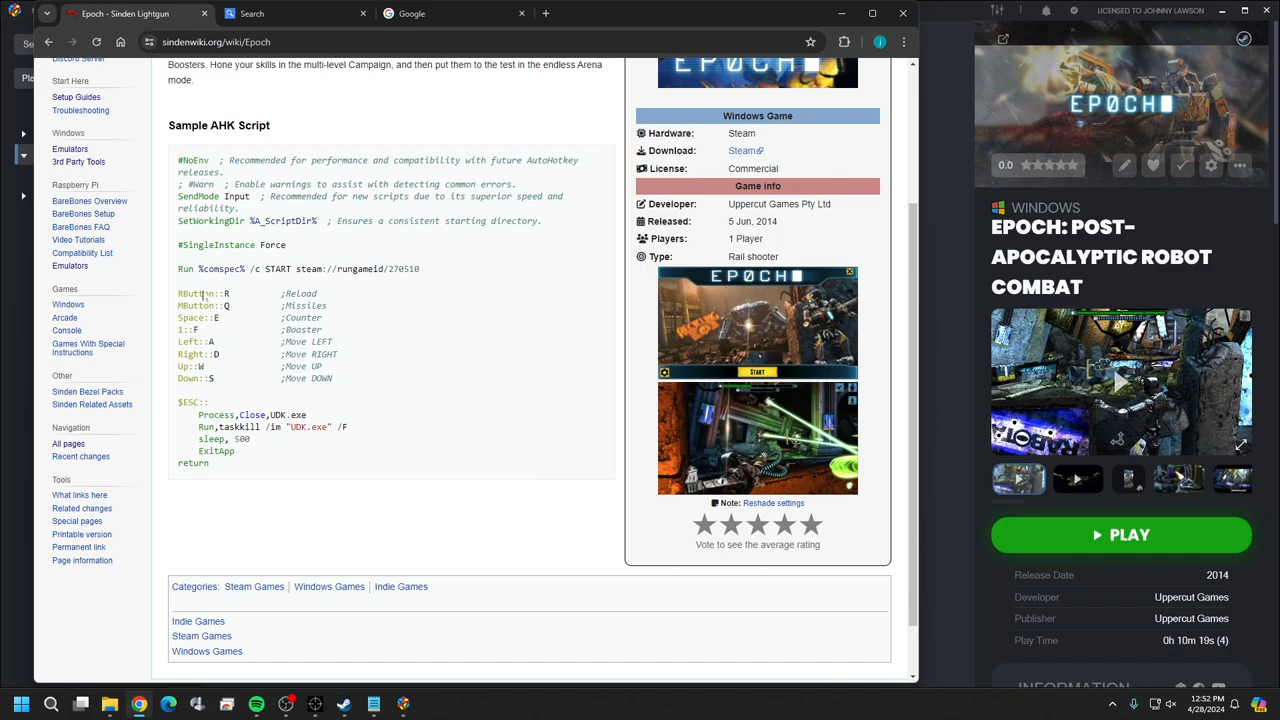 Epoch - Sinden Lightgun
Search
Google
LICENSED TO JOHNNY LAWSON
sindenwiki.org/wiki/Epoch
j
Discord Server
Start Here
Setup Guides
Troubleshooting
Windows
Emulators
3rd Party Tools
Raspberry Pi
BareBones Overview
BareBones Setup
BareBones FAQ
Video Tutorials
Compatibility List
Emulators
Games
Windows
Arcade
Console
Games With Special
Instructions
Other
Sinden Bezel Packs
Sinden Related Assets
Navigation
All pages
Recent changes
Tools
What links here
Related changes
Special pages
Printable version
Permanent link
Page information
Boosters. Hone your skills in the multi-level Campaign, and then put them to the test in the endless Arena
mode.
Sample AHK Script
#NoEnv  ; Recommended for performance and compatibility with future AutoHotkey
releases.
; #Warn  ; Enable warnings to assist with detecting common errors.
SendMode Input  ; Recommended for new scripts due to its superior speed and
reliability.
SetWorkingDir %A_ScriptDir%  ; Ensures a consistent starting directory.
#SingleInstance Force
Run %comspec% /c START steam://rungameid/270510
RButton::R ;Reload
MButton::Q ;Missiles
Space::E ;Counter
1::F ;Booster
Left::A ;Move LEFT
Right::D ;Move RIGHT
Up::W ;Move UP
Down::S ;Move DOWN
$ESC::
Process,Close,UDK.exe
Run,taskkill /im "UDK.exe" /F
sleep, 500
ExitApp
return
EPOCH
Windows Game
Hardware: Steam
Download: Steam
License: Commercial
Game info
Developer: Uppercut Games Pty Ltd
Released: 5 Jun, 2014
Players: 1 Player
Type: Rail shooter
EPOCH
START
Note: Reshade settings
Vote to see the average rating
Categories: Steam Games | Windows Games | Indie Games
Indie Games
Steam Games
Windows Games
EPOCH
0.0
WINDOWS
EPOCH: POST-
APOCALYPTIC ROBOT
COMBAT
PLAY
Release Date 2014
Developer Uppercut Games
Publisher Uppercut Games
Play Time 0h 10m 19s (4)
INFORMATION
12:52 PM
4/28/2024